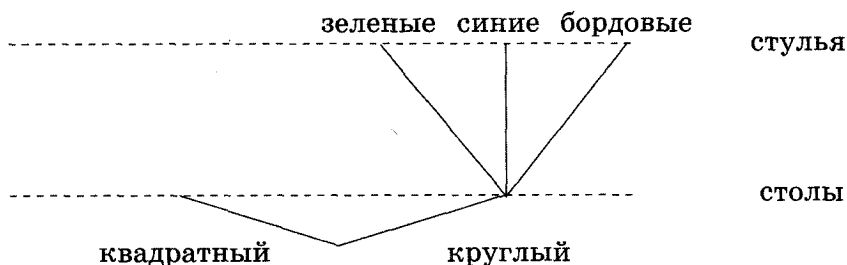 зеленые синие бордовые
стулья
столы
квадратный круглый